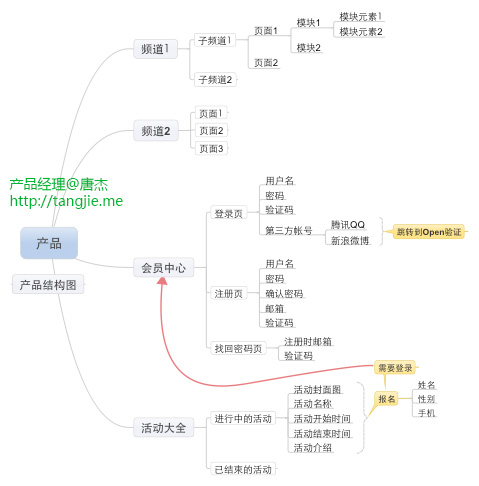 产品经理@唐杰
http://tangjie.me
产品
产品结构图
频道1
子频道1
页面1
模块1
模块元素1
模块元素2
模块2
页面2
子频道2
频道2
页面1
页面2
页面3
会员中心
登录页
用户名
密码
验证码
第三方帐号
腾讯QQ
新浪微博
跳转到Open验证
注册页
用户名
密码
确认密码
邮箱
验证码
找回密码页
注册时邮箱
验证码
活动大全
进行中的活动
活动封面图
活动名称
活动开始时间
活动结束时间
活动介绍
需要登录
报名
姓名
性别
手机
已结束的活动